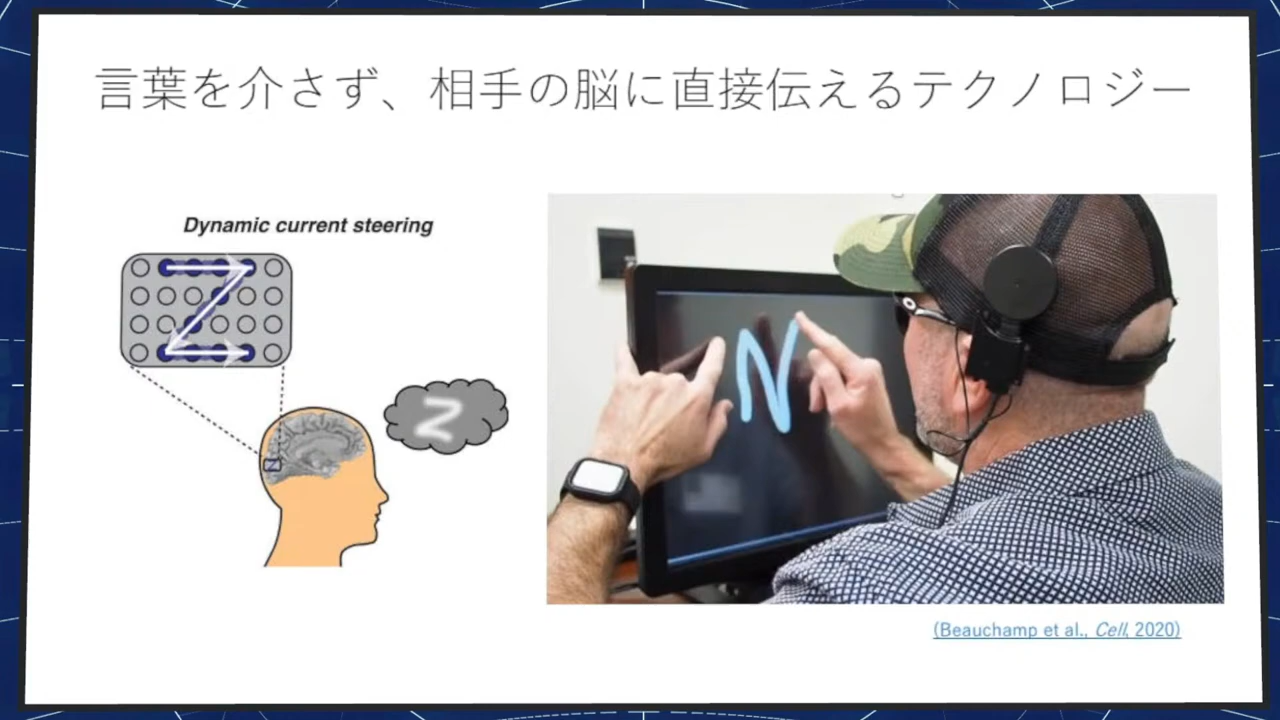 言葉を介さず、相手の脳に直接伝えるテクノロジー
Dynamic current steering
Z
Z
N
(Beauchamp et al., Cell, 2020)